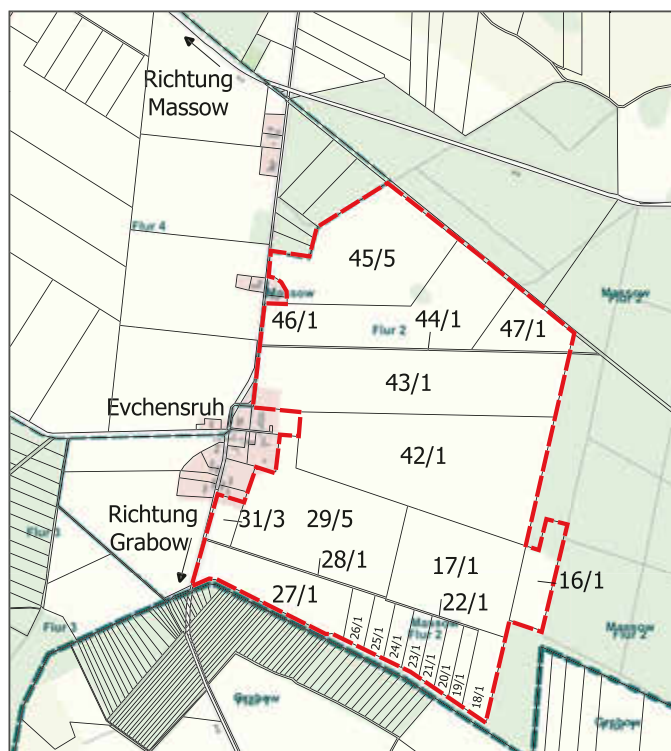 Richtung
Massow
Flur 4
45/5
Massow
46/1
Flur 2
44/1
47/1
Massow
Flur 2
43/1
Evchensruh
42/1
Flur 3
Richtung
Grabow
31/3
29/5
28/1
17/1
16/1
27/1
22/1
Flur 3
26/1
25/1
24/1
23/1
21/1
20/1
19/1
18/1
Massow
Flur 2
Massow
Flur 2
Grabow
Grabow